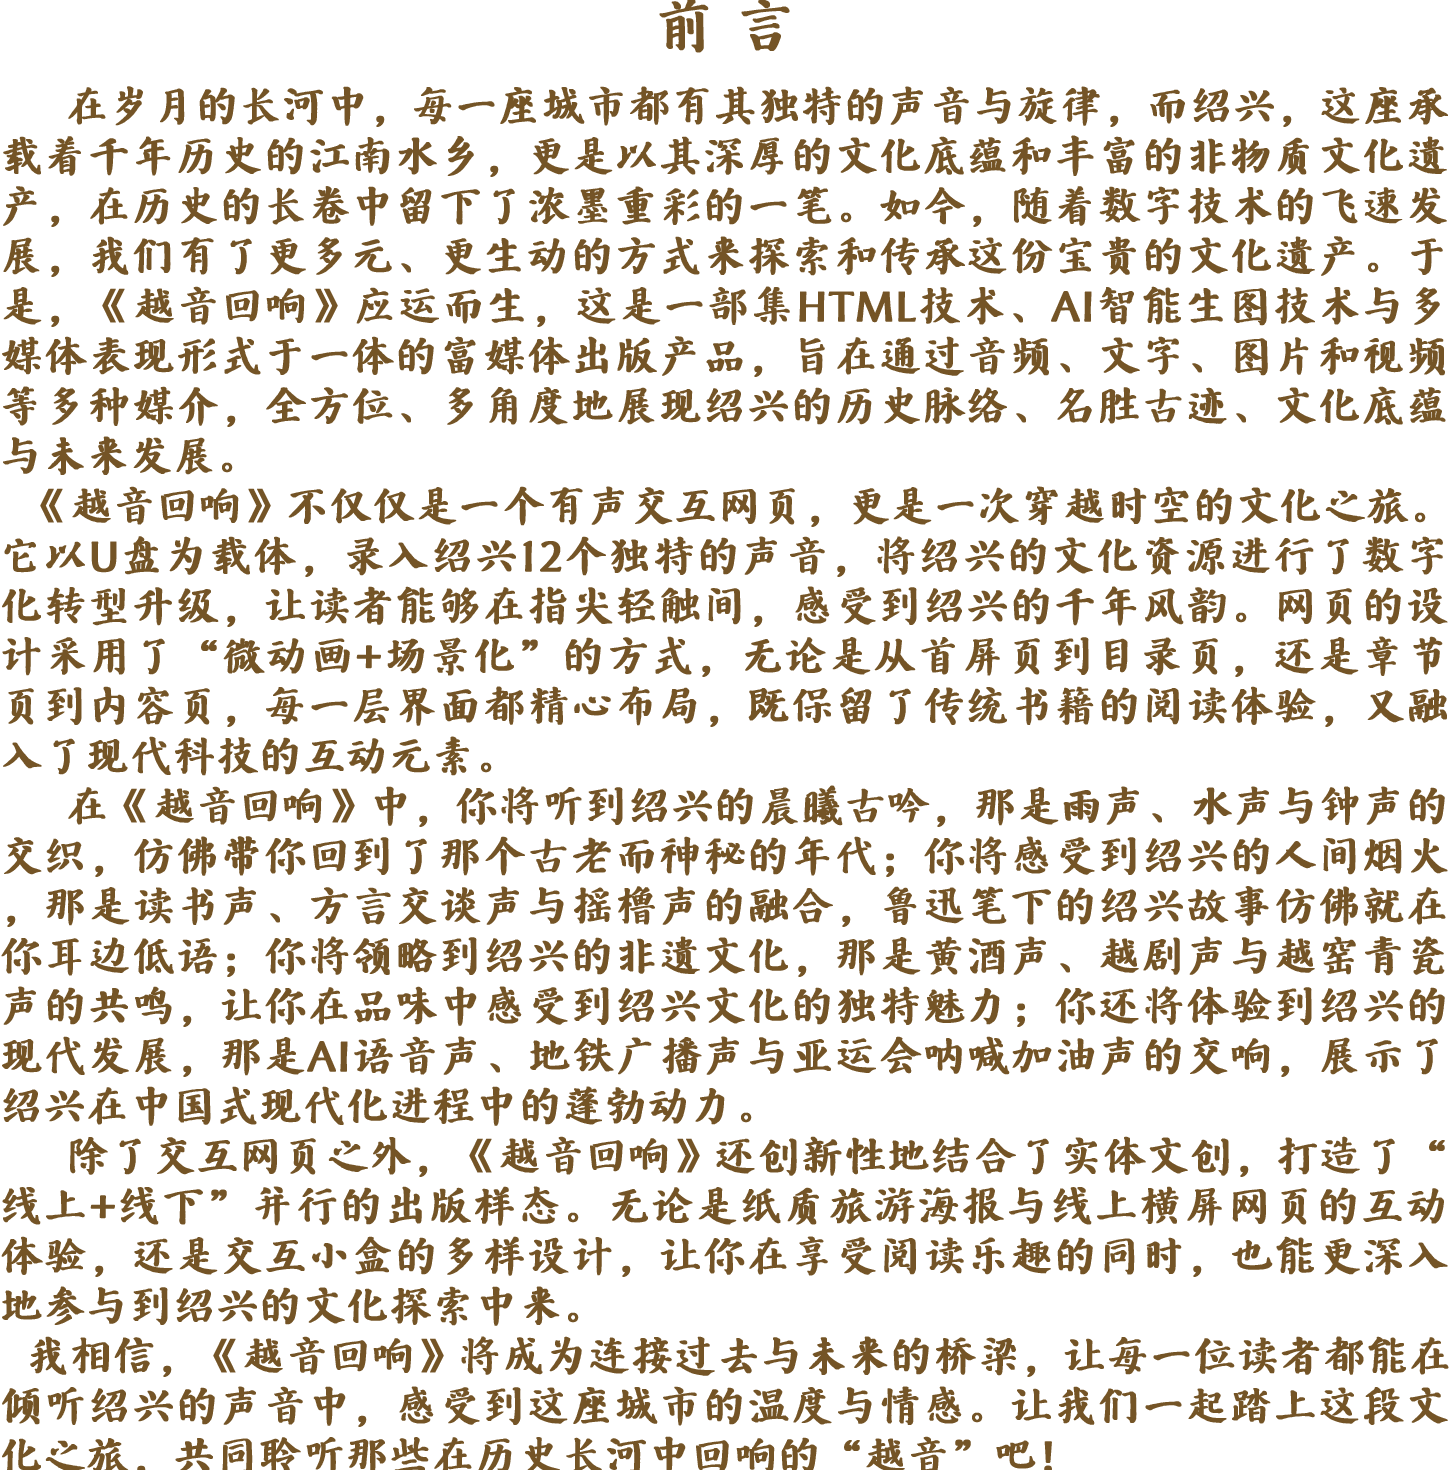 前 言
在岁月的长河中，每一座城市都有其独特的声音与旋律，而绍兴，这座承
载着千年历史的江南水乡，更是以其深厚的文化底蕴和丰富的非物质文化遗
产，在历史的长卷中留下了浓墨重彩的一笔。如今，随着数字技术的飞速发
展，我们有了更多元、更生动的方式来探索和传承这份宝贵的文化遗产。于
是，《越音回响》应运而生，这是一部集HTML技术、AI智能生图技术与多
媒体表现形式于一体的富媒体出版产品，旨在通过音频、文字、图片和视频
等多种媒介，全方位、多角度地展现绍兴的历史脉络、名胜古迹、文化底蕴
与未来发展。
《越音回响》不仅仅是一个有声交互网页，更是一次穿越时空的文化之旅。
它以U盘为载体，录入绍兴12个独特的声音，将绍兴的文化资源进行了数字
化转型升级，让读者能够在指尖轻触间，感受到绍兴的千年风韵。网页的设
计采用了“微动画+场景化”的方式，无论是从首屏页到目录页，还是章节
页到内容页，每一层界面都精心布局，既保留了传统书籍的阅读体验，又融
入了现代科技的互动元素。
在《越音回响》中，你将听到绍兴的晨曦古吟，那是雨声、水声与钟声的
交织，仿佛带你回到了那个古老而神秘的年代；你将感受到绍兴的人间烟火
，那是读书声、方言交谈声与摇橹声的融合，鲁迅笔下的绍兴故事仿佛就在
你耳边低语；你将领略到绍兴的非遗文化，那是黄酒声、越剧声与越窑青瓷
声的共鸣，让你在品味中感受到绍兴文化的独特魅力；你还将体验到绍兴的
现代发展，那是AI语音声、地铁广播声与亚运会呐喊加油声的交响，展示了
绍兴在中国式现代化进程中的蓬勃动力。
除了交互网页之外，《越音回响》还创新性地结合了实体文创，打造了“
线上+线下”并行的出版样态。无论是纸质旅游海报与线上横屏网页的互动
体验，还是交互小盒的多样设计，让你在享受阅读乐趣的同时，也能更深入
地参与到绍兴的文化探索中来。
我相信，《越音回响》将成为连接过去与未来的桥梁，让每一位读者都能在
倾听绍兴的声音中，感受到这座城市的温度与情感。让我们一起踏上这段文
化之旅，共同聆听那些在历史长河中回响的“越音”吧！